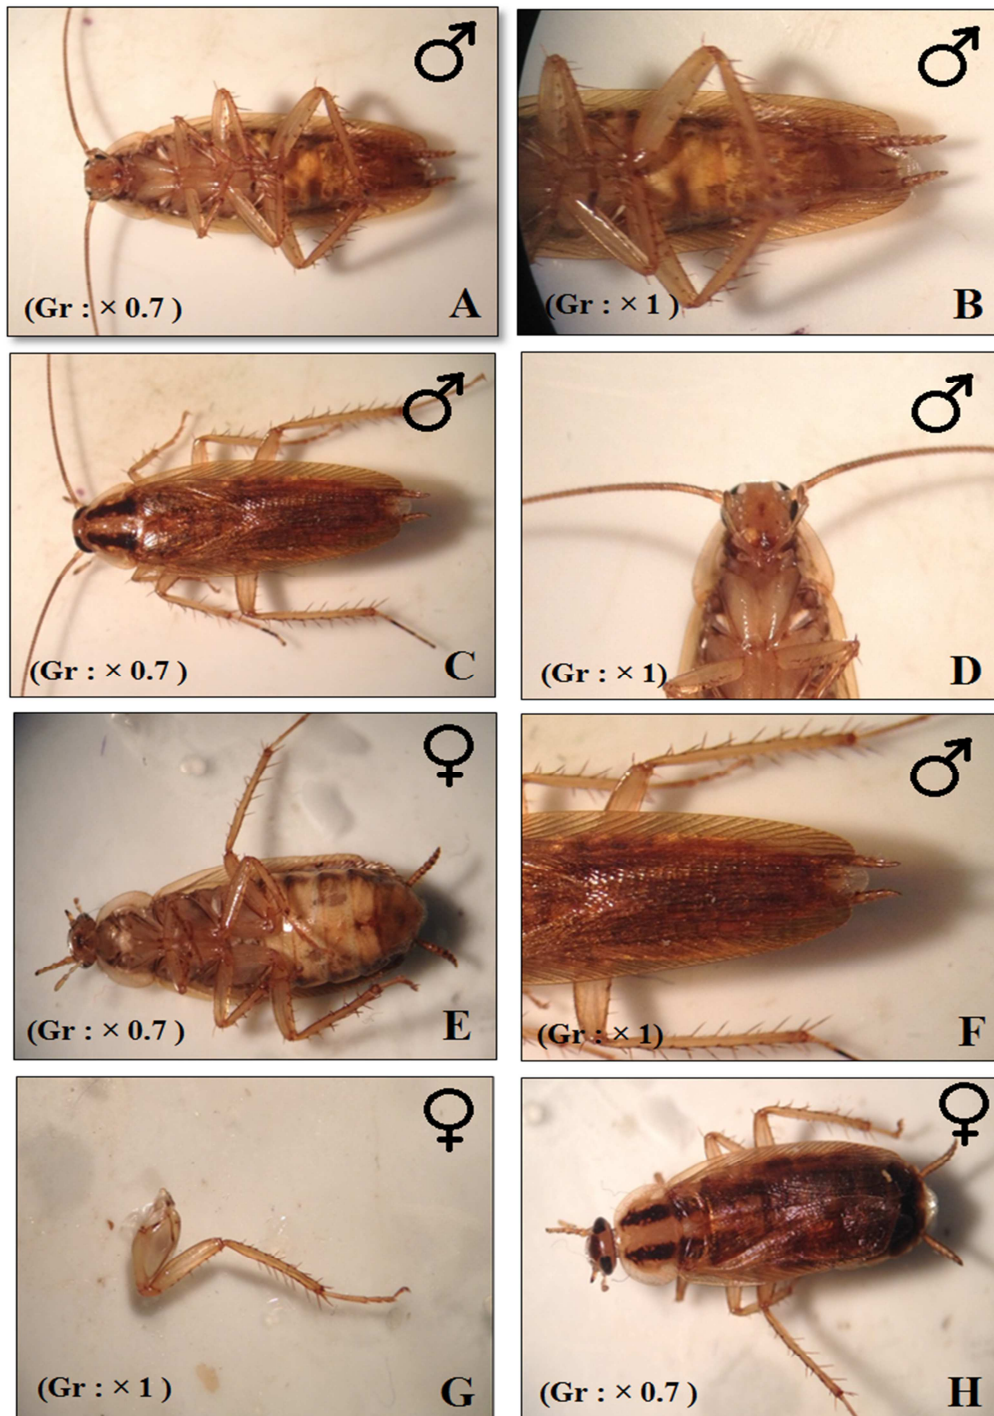 ♂
(Gr : × 0.7 )
A
♂
(Gr : × 1 )
B
♂
(Gr : × 0.7 )
C
♂
(Gr : × 1)
D
♀
(Gr : × 0.7 )
E
♂
(Gr : × 1)
F
♀
(Gr : × 1 )
G
♀
(Gr : × 0.7 )
H